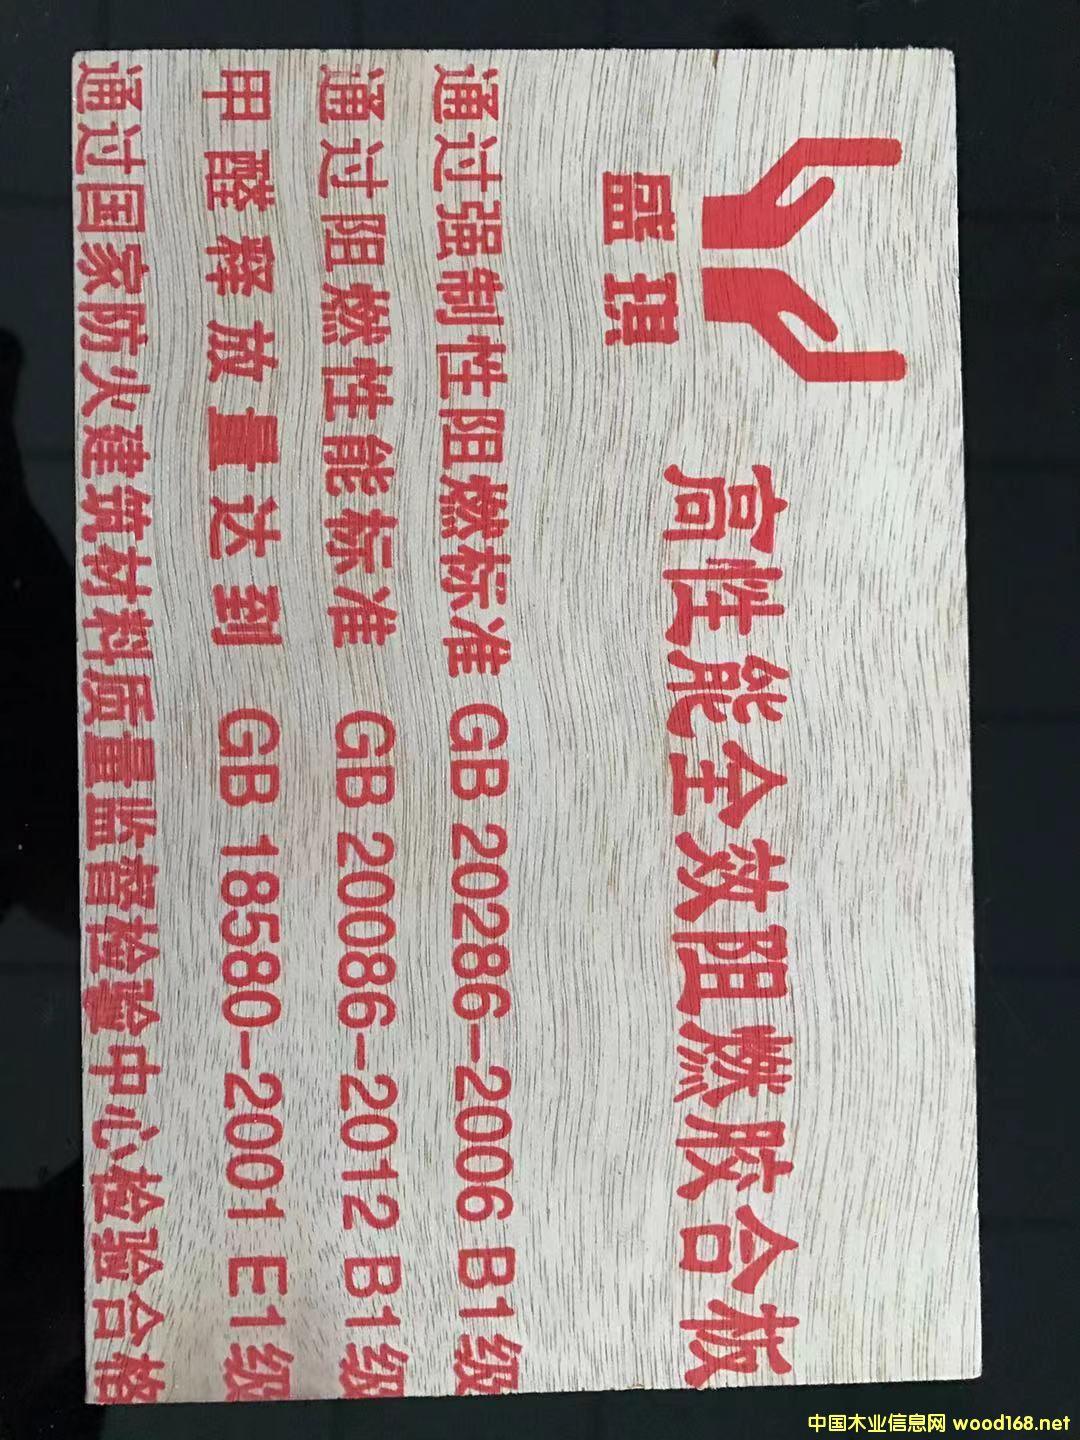 盛琪
高性能全效阻燃胶合板
通过强制性阻燃标准 GB 20286-2006 B1级
通过阻燃性能标准 GB 20086-2012 B1级
甲醛释放量达到 GB 18580-2001 E1级
通过国家防火建筑材料质量监督检验中心检验合格
中国木业信息网 wood168.net